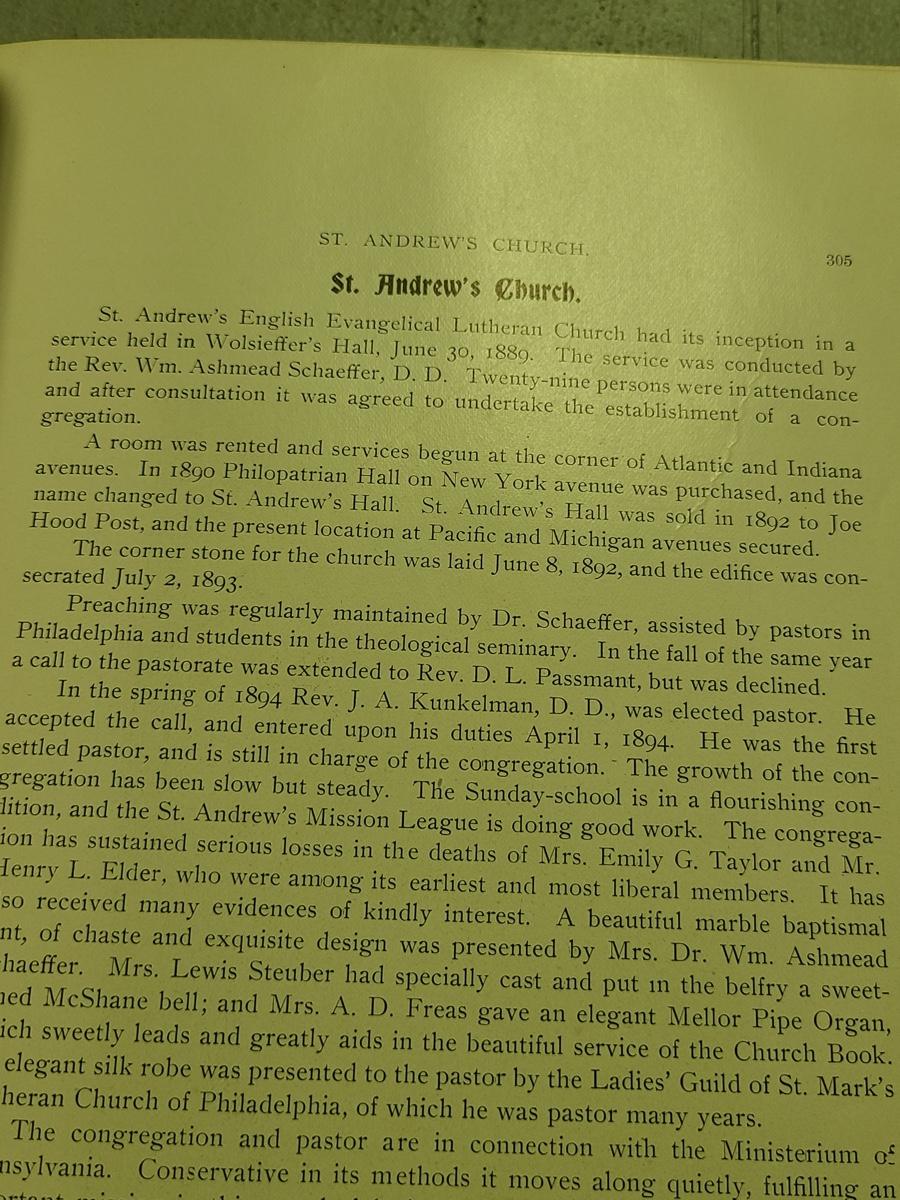 ST. ANDREW'S CHURCH.
305
St. Andrew's Church.
St. Andrew's English Evangelical Lutheran Church had its inception in a
service held in Wolsieffer's Hall, June 30, 1889. The service was conducted by
the Rev. Wm. Ashmead Schaeffer, D. D. Twenty-nine persons were in attendance
and after consultation it was agreed to undertake the establishment of a con-
gregation.
A room was rented and services begun at the corner of Atlantic and Indiana
avenues. In 1890 Philopatrian Hall on New York avenue was purchased, and the
name changed to St. Andrew's Hall. St. Andrew's Hall was sold in 1892 to Joe
Hood Post, and the present location at Pacific and Michigan avenues secured.
The corner stone for the church was laid June 8, 1892, and the edifice was con-
secrated July 2, 1893.
Preaching was regularly maintained by Dr. Schaeffer, assisted by pastors in
Philadelphia and students in the theological seminary. In the fall of the same year
a call to the pastorate was extended to Rev. D. L. Passmant, but was declined.
In the spring of 1894 Rev. J. A. Kunkelman, D. D., was elected pastor. He
accepted the call, and entered upon his duties April 1, 1894. He was the first
settled pastor, and is still in charge of the congregation. The growth of the con-
gregation has been slow but steady. The Sunday-school is in a flourishing con-
dition, and the St. Andrew's Mission League is doing good work. The congrega-
ion has sustained serious losses in the deaths of Mrs. Emily G. Taylor and Mr.
Henry L. Elder, who were among its earliest and most liberal members. It has
so received many evidences of kindly interest. A beautiful marble baptismal
nt, of chaste and exquisite design was presented by Mrs. Dr. Wm. Ashmead
haeffer. Mrs. Lewis Steuber had specially cast and put in the belfry a sweet-
ned McShane bell; and Mrs. A. D. Freas gave an elegant Mellor Pipe Organ,
ich sweetly leads and greatly aids in the beautiful service of the Church Book.
elegant silk robe was presented to the pastor by the Ladies' Guild of St. Mark's
heran Church of Philadelphia, of which he was pastor many years.
The congregation and pastor are in connection with the Ministerium of
nsylvania. Conservative in its methods it moves along quietly, fulfilling an